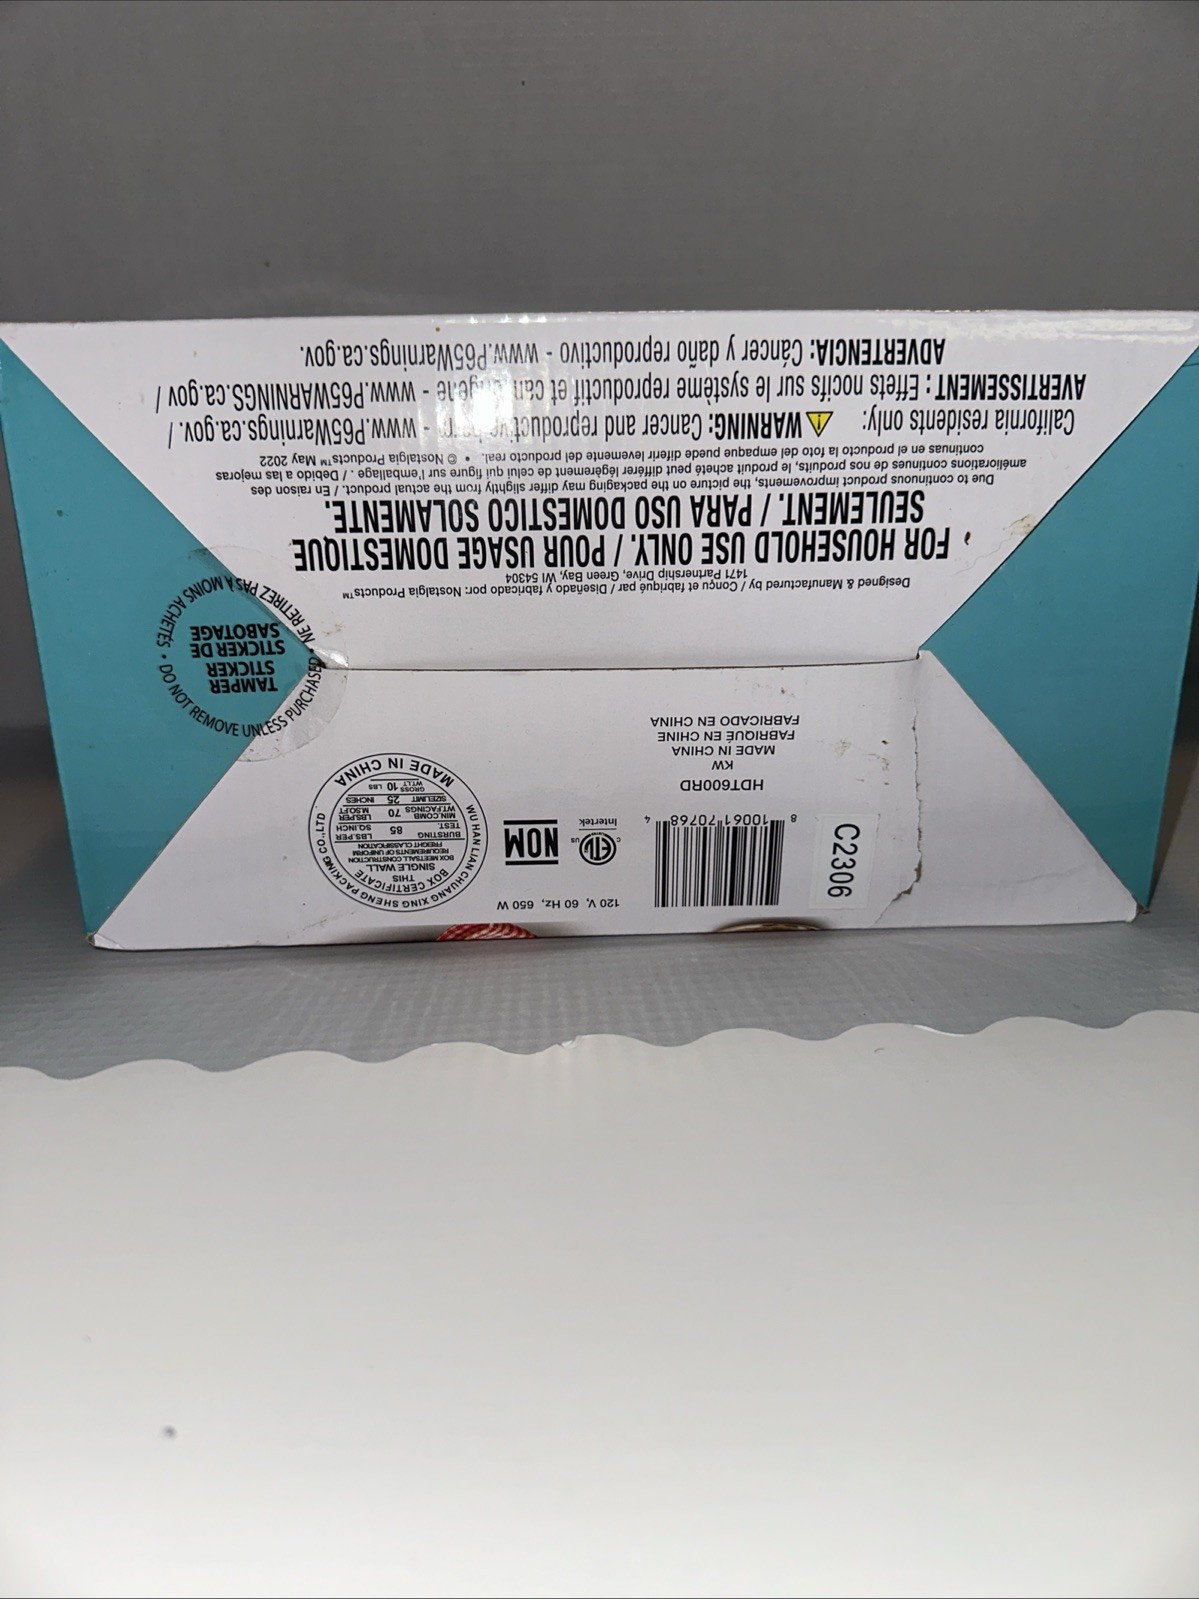 C2306
8 10061 70768 4
HDT600RD
KW
MADE IN CHINA
FABRIQUÉ EN CHINE
FABRICADO EN CHINA
120 V, 60 Hz, 650 W
C US
Intertek
NOM
WU HAN LIAN CHUANG XING SHENG PACKING CO.,LTD
BOX CERTIFICATE
THIS
SINGLE WALL
BOX MEETS ALL CONSTRUCTION
REQUIREMENTS OF UNIFORM
FREIGHT CLASSIFICATION
BURSTING TEST. 85 LBS.PER SQ.INCH
MIN.COMB WT.FACINGS 70 LBS.PER M.SQ.FT
SIZE LIMIT 25 INCHES
GROSS WT.LT 10 LBS
MADE IN CHINA
TAMPER
STICKER
STICKER DE
SABOTAGE
DO NOT REMOVE UNLESS PURCHASED • NE RETIREZ PAS À MOINS ACHETÉS •
Designed & Manufactured by / Conçu et fabriqué par / Diseñado y fabricado por: Nostalgia Products™
1471 Partnership Drive, Green Bay, WI 54304
FOR HOUSEHOLD USE ONLY. / POUR USAGE DOMESTIQUE
SEULEMENT. / PARA USO DOMESTICO SOLAMENTE.
Due to continuous product improvements, the picture on the packaging may differ slightly from the actual product. / En raison des
améliorations continues de nos produits, le produit acheté peut différer légèrement de celui qui figure sur l'emballage . / Debido a las mejoras
continuas en el producto la foto del empaque puede diferir levemente del producto real. • © Nostalgia Products™ May 2022
California residents only: WARNING: Cancer and reproductive harm - www.P65Warnings.ca.gov. /
AVERTISSEMENT : Effets nocifs sur le système reproductif et - www.P65WARNINGS.ca.gov /
ADVERTENCIA: Cáncer y daño reproductivo - www.P65Warnings.ca.gov.